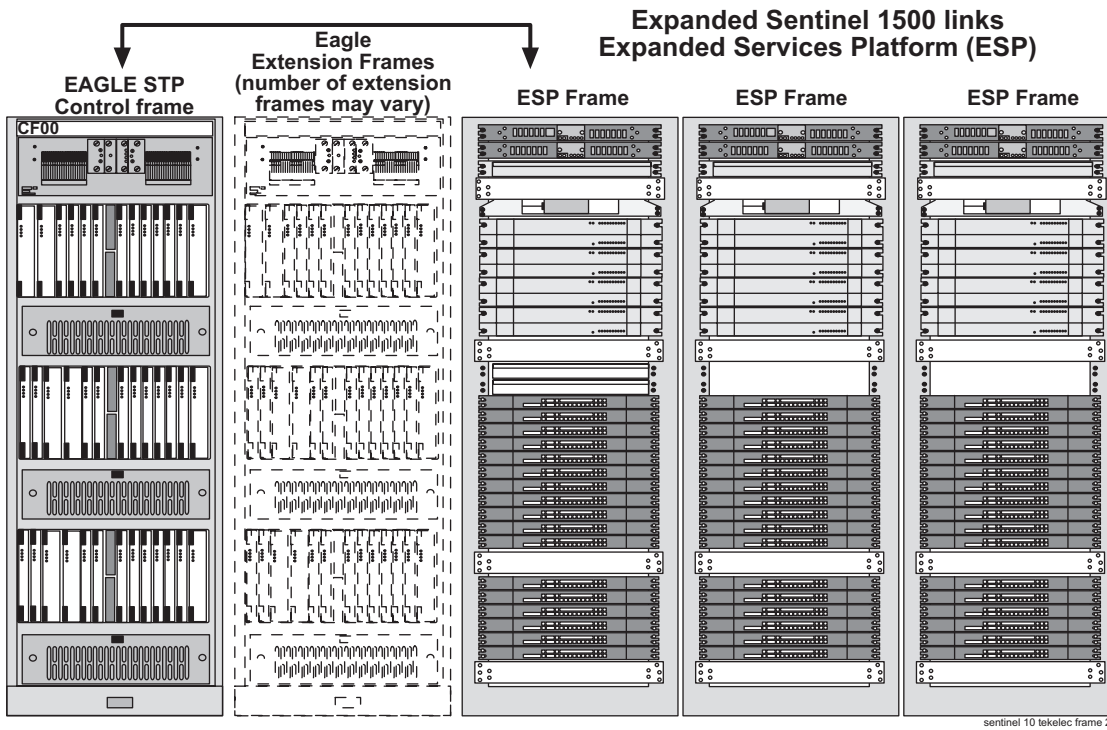 Expanded Sentinel 1500 links
Expanded Services Platform (ESP)
Eagle
Extension Frames
(number of extension
frames may vary)
EAGLE STP
Control frame
ESP Frame
ESP Frame
ESP Frame
CF00
sentinel 10 tekelec frame 2